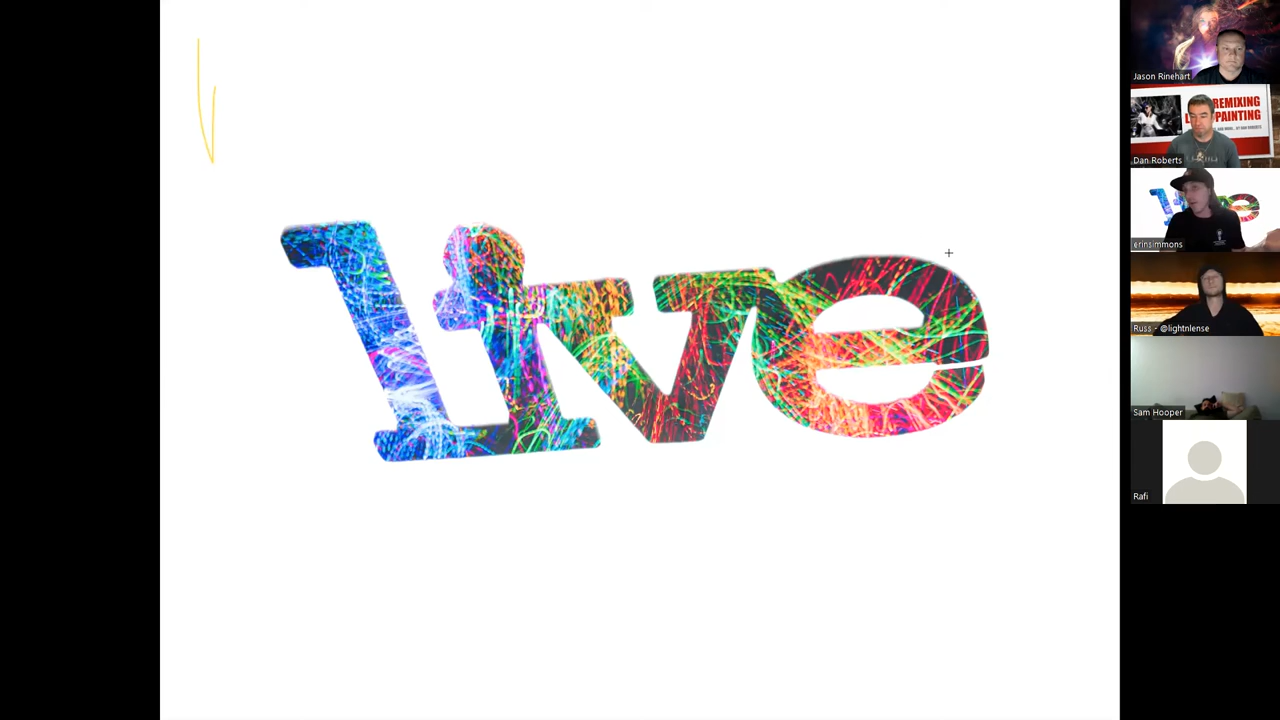 live
Jason Rinehart
REMIXING
PAINTING
Dan Roberts
erinsimmons
Russ - @lightnlense
Sam Hooper
Rafi